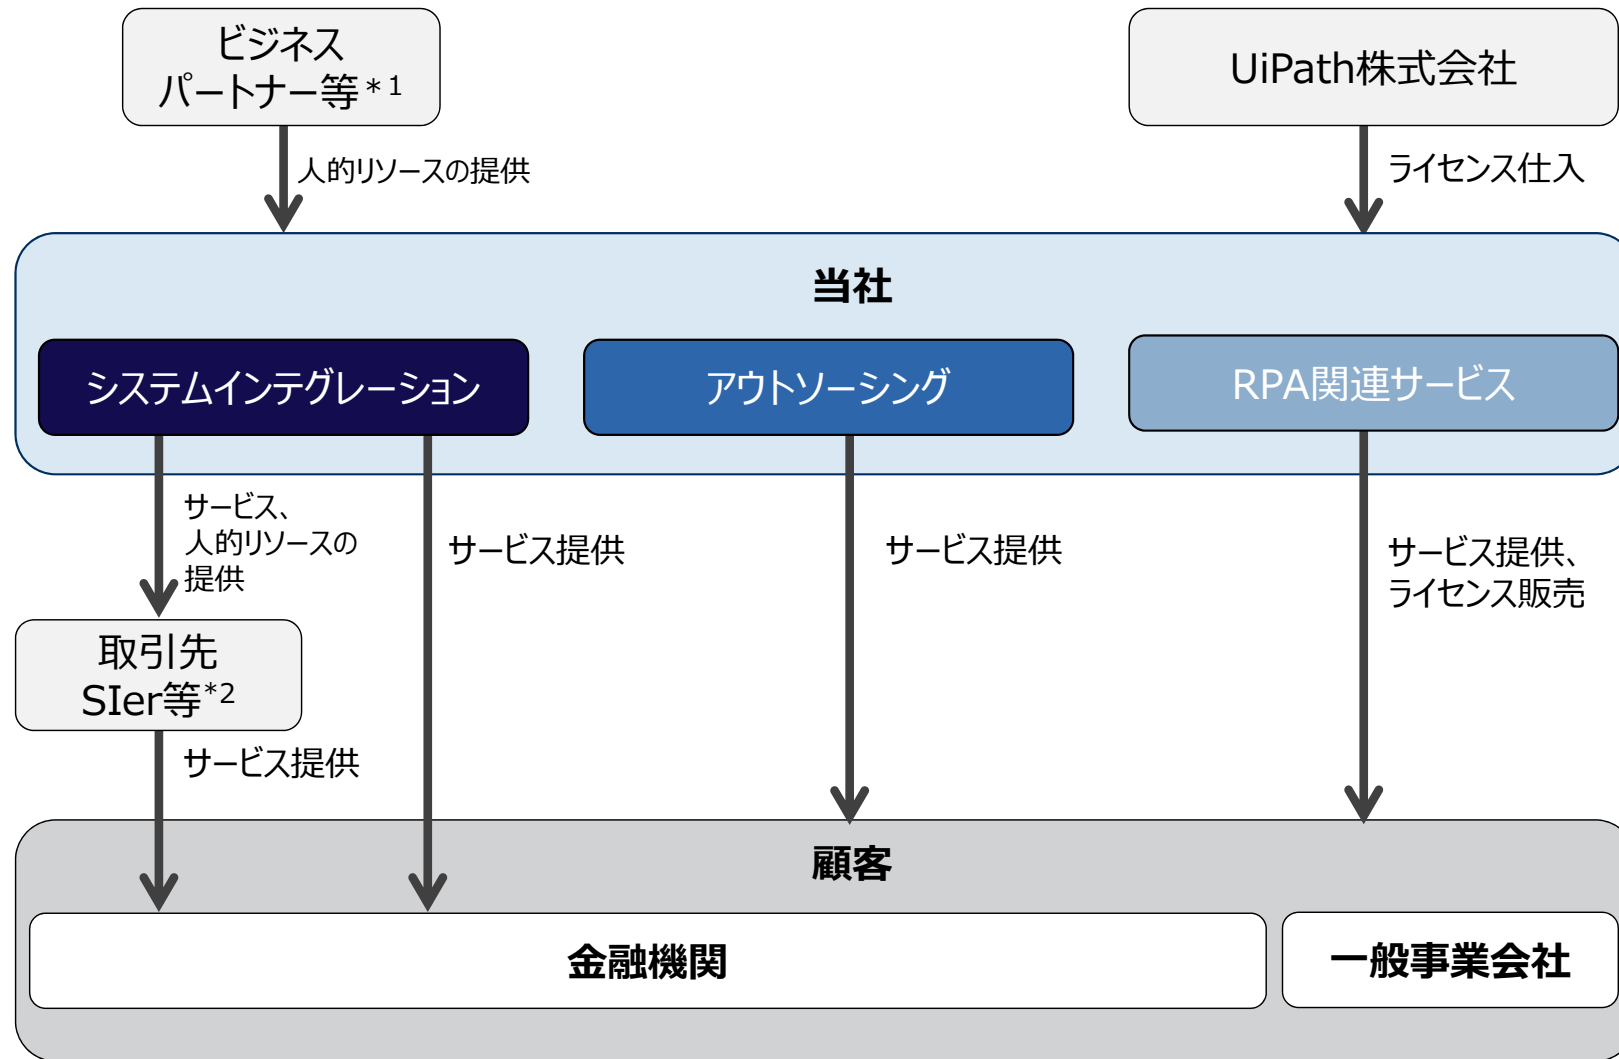 ビジネス
パートナー等＊1
UiPath株式会社
人的リソースの提供
ライセンス仕入
当社
システムインテグレーション
アウトソーシング
RPA関連サービス
サービス、
人的リソースの
提供
サービス提供
サービス提供
サービス提供、
ライセンス販売
取引先
SIer等*2
サービス提供
顧客
金融機関
一般事業会社